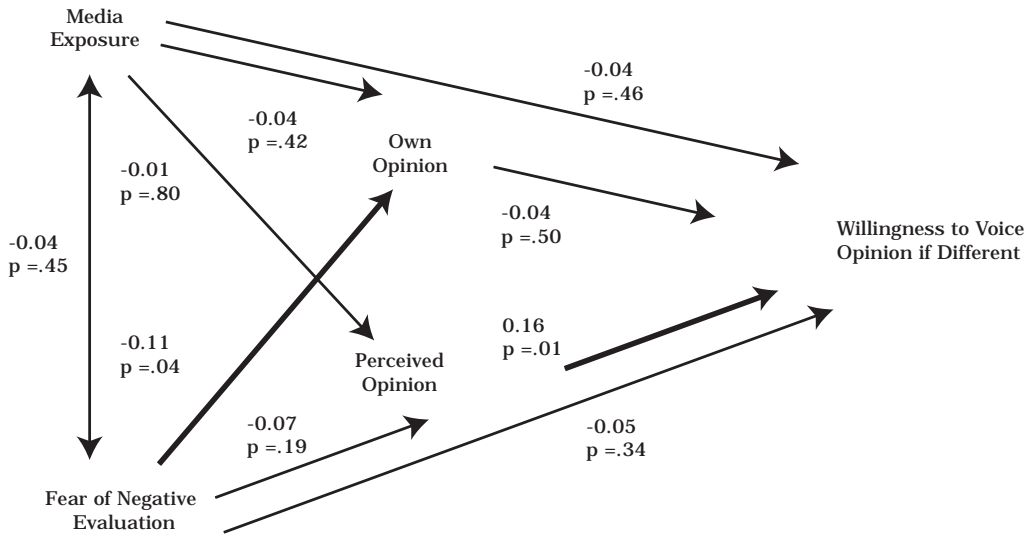 Media
Exposure
-0.04
p =.46
-0.04
p =.42
Own
Opinion
-0.01
p =.80
-0.04
p =.50
Willingness to Voice
Opinion if Different
-0.04
p =.45
-0.11
p =.04
0.16
p =.01
Perceived
Opinion
-0.07
p =.19
-0.05
p =.34
Fear of Negative
Evaluation